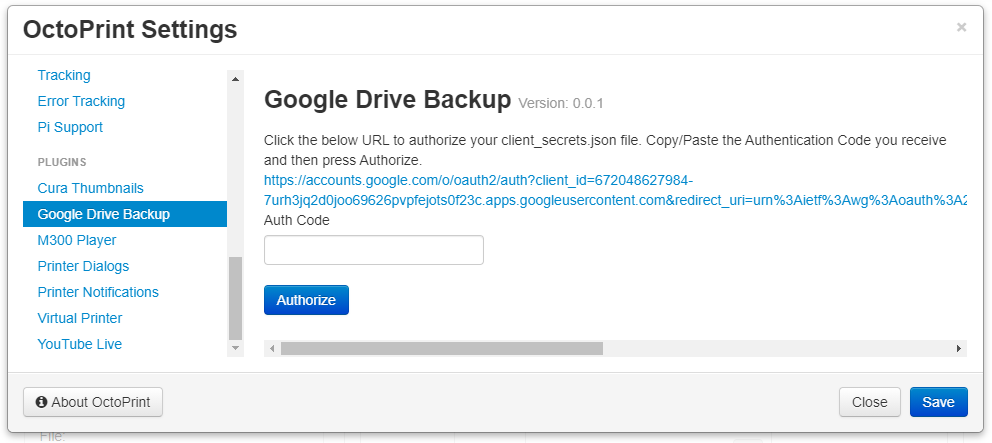 OctoPrint Settings
×
Tracking
Error Tracking
Pi Support
PLUGINS
Cura Thumbnails
Google Drive Backup
M300 Player
Printer Dialogs
Printer Notifications
Virtual Printer
YouTube Live
Google Drive Backup Version: 0.0.1
Click the below URL to authorize your client_secrets.json file. Copy/Paste the Authentication Code you receive
and then press Authorize.
https://accounts.google.com/o/oauth2/auth?client_id=672048627984-
7urh3jq2d0joo69626pvpfejots0f23c.apps.googleusercontent.com&redirect_uri=urn%3Aietf%3Awg%3Aoauth%3A2
Auth Code
Authorize
About OctoPrint
Close
Save
File: